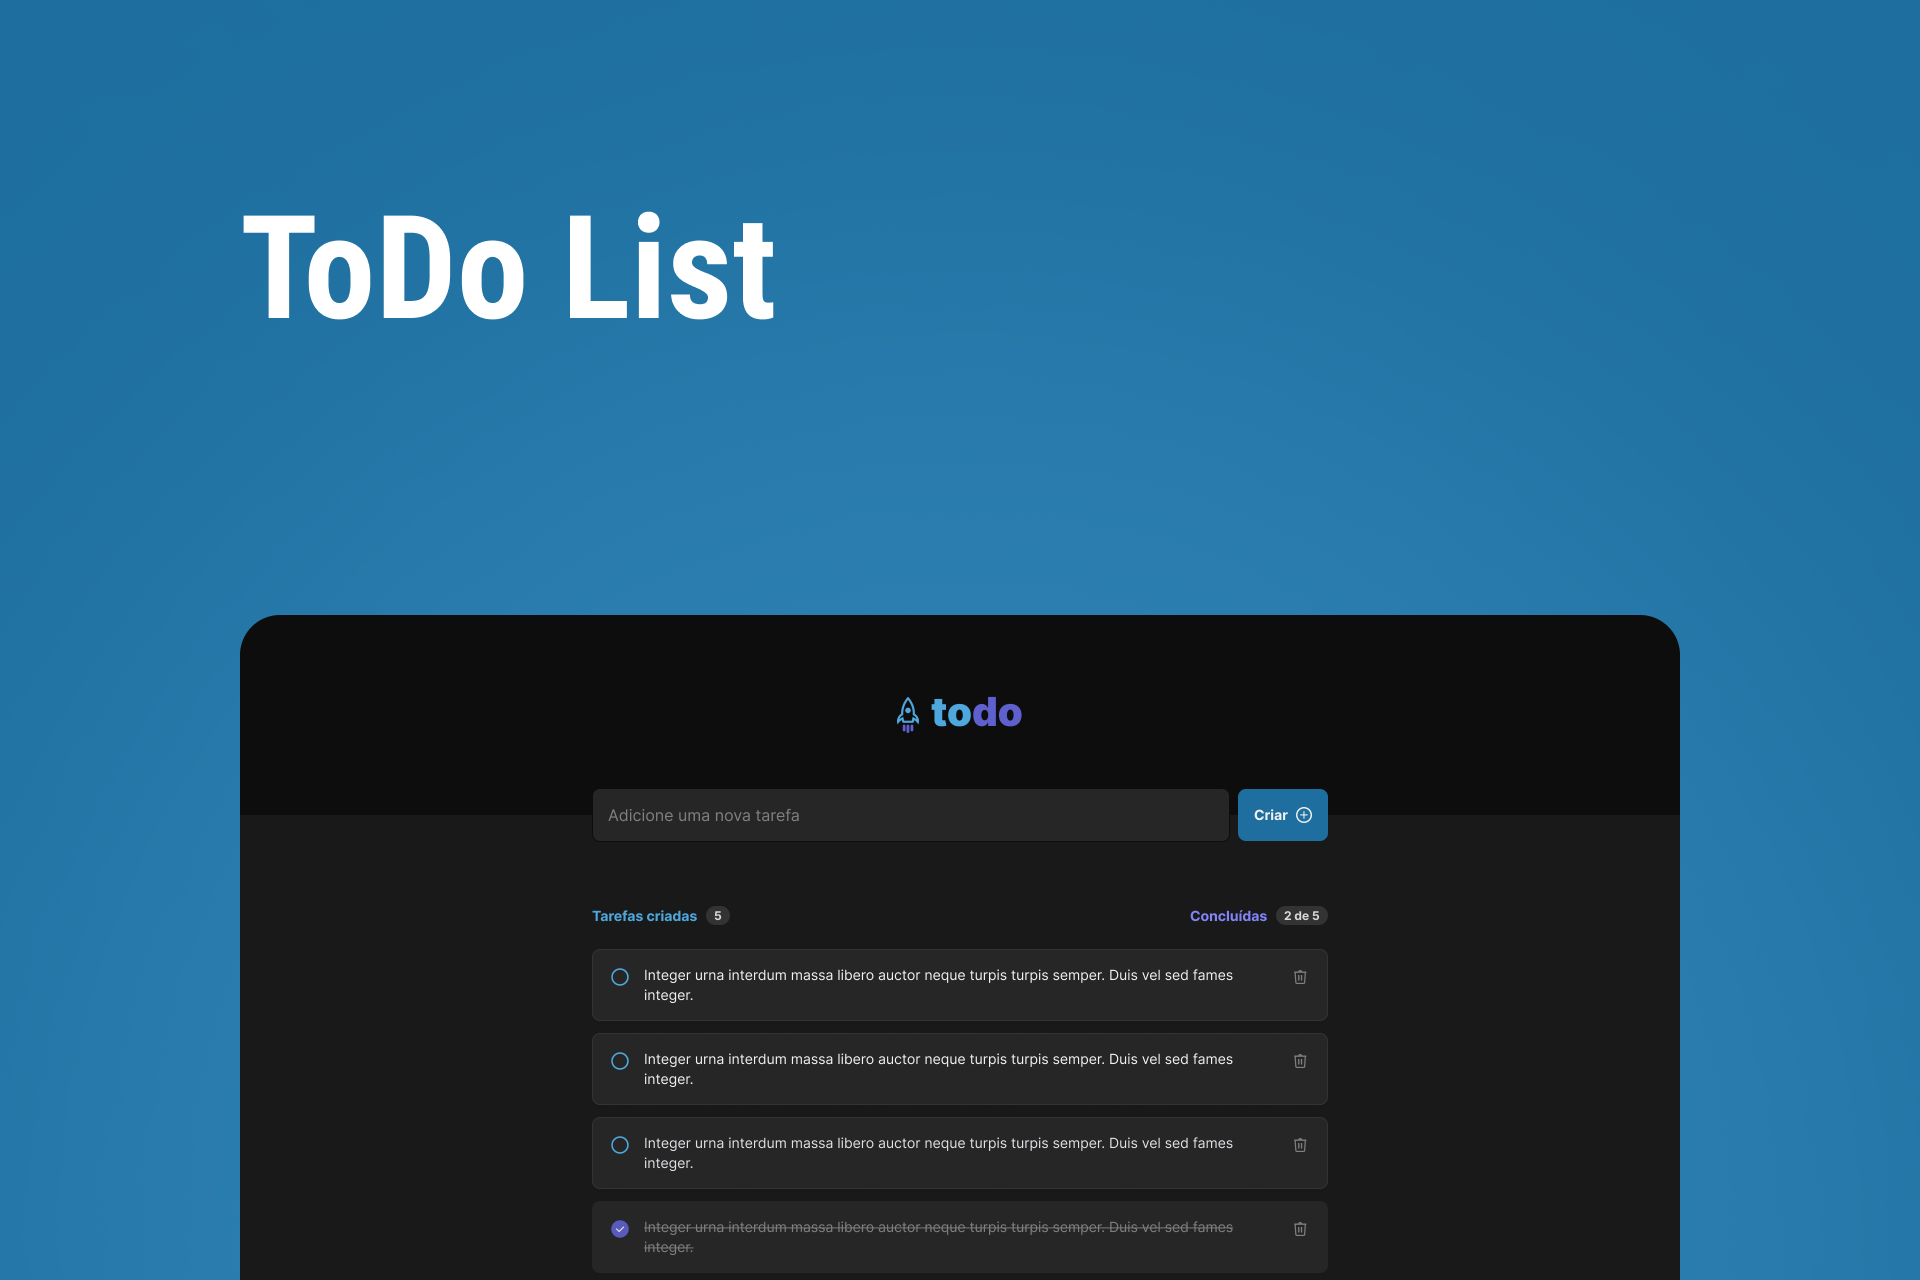 ToDo List
todo
Adicione uma nova tarefa
Criar
Tarefas criadas 5
Concluídas 2 de 5
Integer urna interdum massa libero auctor neque turpis turpis semper. Duis vel sed fames
integer.
Integer urna interdum massa libero auctor neque turpis turpis semper. Duis vel sed fames
integer.
Integer urna interdum massa libero auctor neque turpis turpis semper. Duis vel sed fames
integer.
Integer urna interdum massa libero auctor neque turpis turpis semper. Duis vel sed fames
integer.